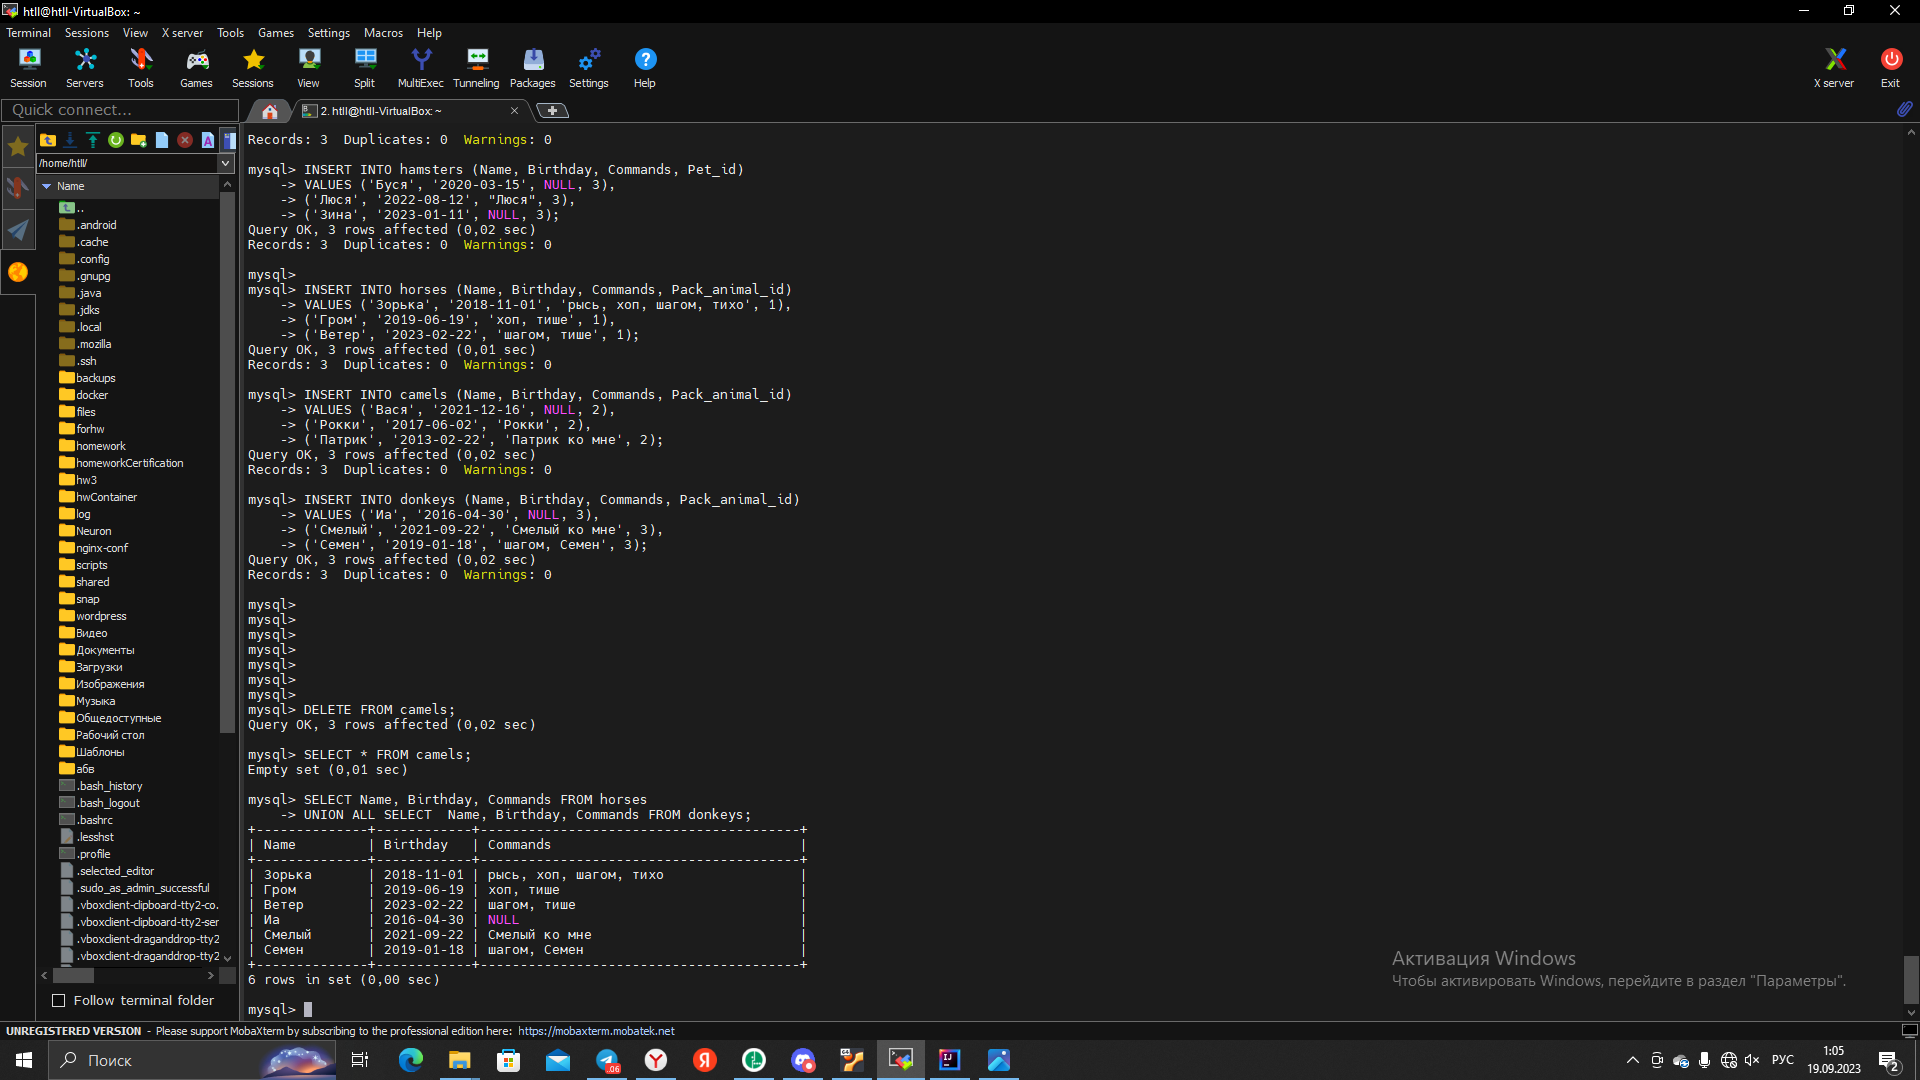 htll@htll-VirtualBox: ~
Terminal Sessions View X server Tools Games Settings Macros Help
Session Servers Tools Games Sessions View Split MultiExec Tunneling Packages Settings Help X server Exit
Quick connect...
2. htll@htll-VirtualBox: ~
/home/htll/
Name
..
.android
.cache
.config
.gnupg
.java
.jdks
.local
.mozilla
.ssh
backups
docker
files
forhw
homework
homeworkCertification
hw3
hwContainer
log
Neuron
nginx-conf
scripts
shared
snap
wordpress
Видео
Документы
Загрузки
Изображения
Музыка
Общедоступные
Рабочий стол
Шаблоны
абв
.bash_history
.bash_logout
.bashrc
.lesshst
.profile
.selected_editor
.sudo_as_admin_successful
.vboxclient-clipboard-tty2-co.
.vboxclient-clipboard-tty2-ser
.vboxclient-draganddrop-tty2
.vboxclient-draganddrop-tty2
Follow terminal folder
Records: 3  Duplicates: 0  Warnings: 0
mysql> INSERT INTO hamsters (Name, Birthday, Commands, Pet_id)
    -> VALUES ('Буся', '2020-03-15', NULL, 3),
    -> ('Люся', '2022-08-12', "Люся", 3),
    -> ('Зина', '2023-01-11', NULL, 3);
Query OK, 3 rows affected (0,02 sec)
Records: 3  Duplicates: 0  Warnings: 0
mysql>
mysql> INSERT INTO horses (Name, Birthday, Commands, Pack_animal_id)
    -> VALUES ('Зорька', '2018-11-01', 'рысь, хоп, шагом, тихо', 1),
    -> ('Гром', '2019-06-19', 'хоп, тише', 1),
    -> ('Ветер', '2023-02-22', 'шагом, тише', 1);
Query OK, 3 rows affected (0,01 sec)
Records: 3  Duplicates: 0  Warnings: 0
mysql> INSERT INTO camels (Name, Birthday, Commands, Pack_animal_id)
    -> VALUES ('Вася', '2021-12-16', NULL, 2),
    -> ('Рокки', '2017-06-02', 'Рокки', 2),
    -> ('Патрик', '2013-02-22', 'Патрик ко мне', 2);
Query OK, 3 rows affected (0,02 sec)
Records: 3  Duplicates: 0  Warnings: 0
mysql> INSERT INTO donkeys (Name, Birthday, Commands, Pack_animal_id)
    -> VALUES ('Иа', '2016-04-30', NULL, 3),
    -> ('Смелый', '2021-09-22', 'Смелый ко мне', 3),
    -> ('Семен', '2019-01-18', 'шагом, Семен', 3);
Query OK, 3 rows affected (0,02 sec)
Records: 3  Duplicates: 0  Warnings: 0
mysql>
mysql>
mysql>
mysql>
mysql>
mysql>
mysql>
mysql> DELETE FROM camels;
Query OK, 3 rows affected (0,02 sec)
mysql> SELECT * FROM camels;
Empty set (0,01 sec)
mysql> SELECT Name, Birthday, Commands FROM horses
    -> UNION ALL SELECT  Name, Birthday, Commands FROM donkeys;
+--------------+------------+----------------------------------------+
| Name         | Birthday   | Commands                               |
+--------------+------------+----------------------------------------+
| Зорька       | 2018-11-01 | рысь, хоп, шагом, тихо                 |
| Гром         | 2019-06-19 | хоп, тише                              |
| Ветер        | 2023-02-22 | шагом, тише                            |
| Иа           | 2016-04-30 | NULL                                   |
| Смелый       | 2021-09-22 | Смелый ко мне                          |
| Семен        | 2019-01-18 | шагом, Семен                           |
+--------------+------------+----------------------------------------+
6 rows in set (0,00 sec)
mysql>
Активация Windows
Чтобы активировать Windows, перейдите в раздел "Параметры".
UNREGISTERED VERSION - Please support MobaXterm by subscribing to the professional edition here: https://mobaxterm.mobatek.net
Поиск
РУС
1:05
19.09.2023
2